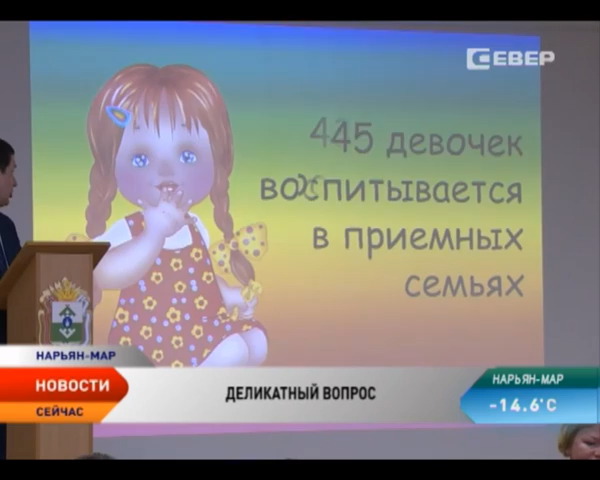 СЕВЕР
445 девочек
воспитывается
в приемных
семьях
НАРЬЯН-МАР
НОВОСТИ
СЕЙЧАС
ДЕЛИКАТНЫЙ ВОПРОС
НАРЬЯН-МАР
-14.6°C